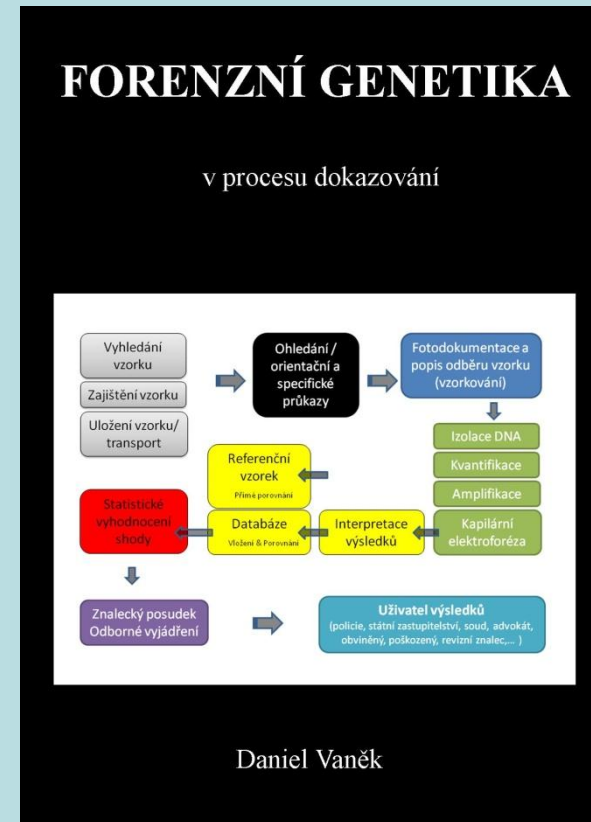 FORENZNÍ GENETIKA
v procesu dokazování
Vyhledání
vzorku
Zajištění vzorku
Uložení vzorku/
transport
Ohledání /
orientační a
specifické
průkazy
Fotodokumentace a
popis odběru vzorku
(vzorkování)
Izolace DNA
Kvantifikace
Amplifikace
Kapilární
elektroforéza
Referenční
vzorek
Přímé porovnání
Interpretace
výsledků
Databáze
Vložení & Porovnání
Statistické
vyhodnocení
shody
Znalecký posudek
Odborné vyjádření
Uživatel výsledků
(policie, státní zastupitelství, soud, advokát,
obviněný, poškozený, revizní znalec,... )
Daniel Vaněk